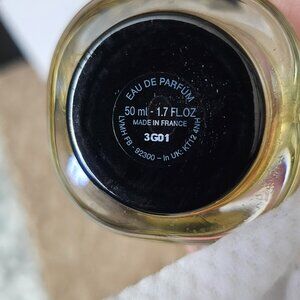 EAU DE PARFUM
50 ml - 1.7 FL.OZ
MADE IN FRANCE
3G01
LVMH FB - 92300 - In UK: KT12 4NH